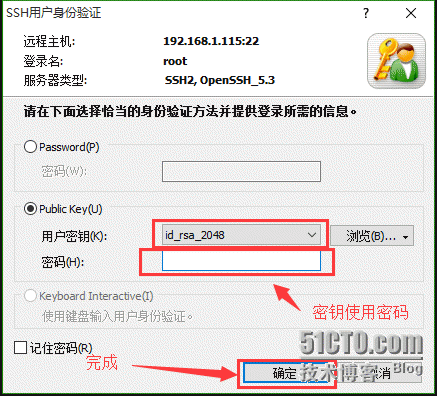 SSH用户身份验证
远程主机: 192.168.1.115:22
登录名: root
服务器类型: SSH2, OpenSSH_5.3
请在下面选择恰当的身份验证方法并提供登录所需的信息。
Password(P)
密码(W):
Public Key(U)
用户密钥(K): id_rsa_2048 浏览(B)...
密码(H):
密钥使用密码
Keyboard Interactive(I)
使用键盘输入用户身份验证。
记住密码(R)
完成
确定 取消
51CTO.com
技术博客 Blog